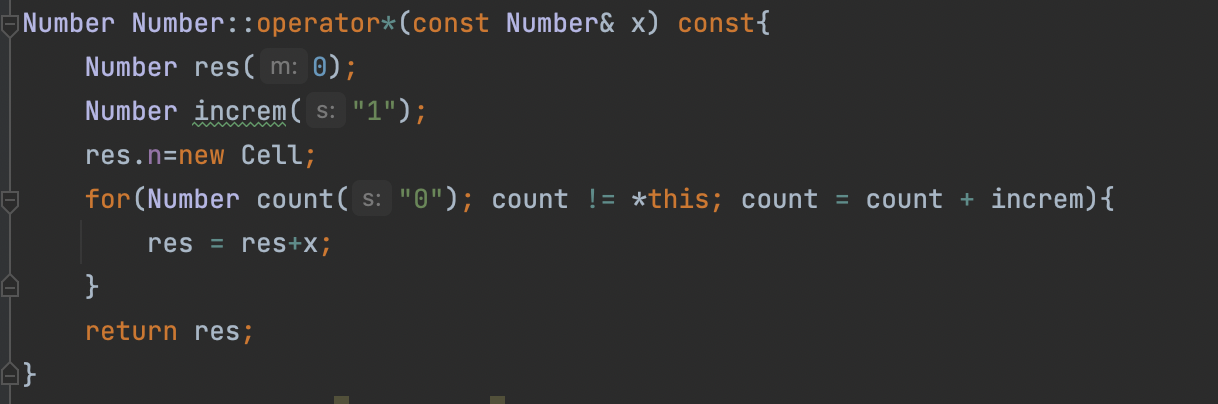 Number Number::operator*(const Number& x) const{
    Number res( m: 0);
    Number increm( s: "1");
    res.n=new Cell;
    for(Number count( s: "0"); count != *this; count = count + increm){
        res = res+x;
    }
    return res;
}